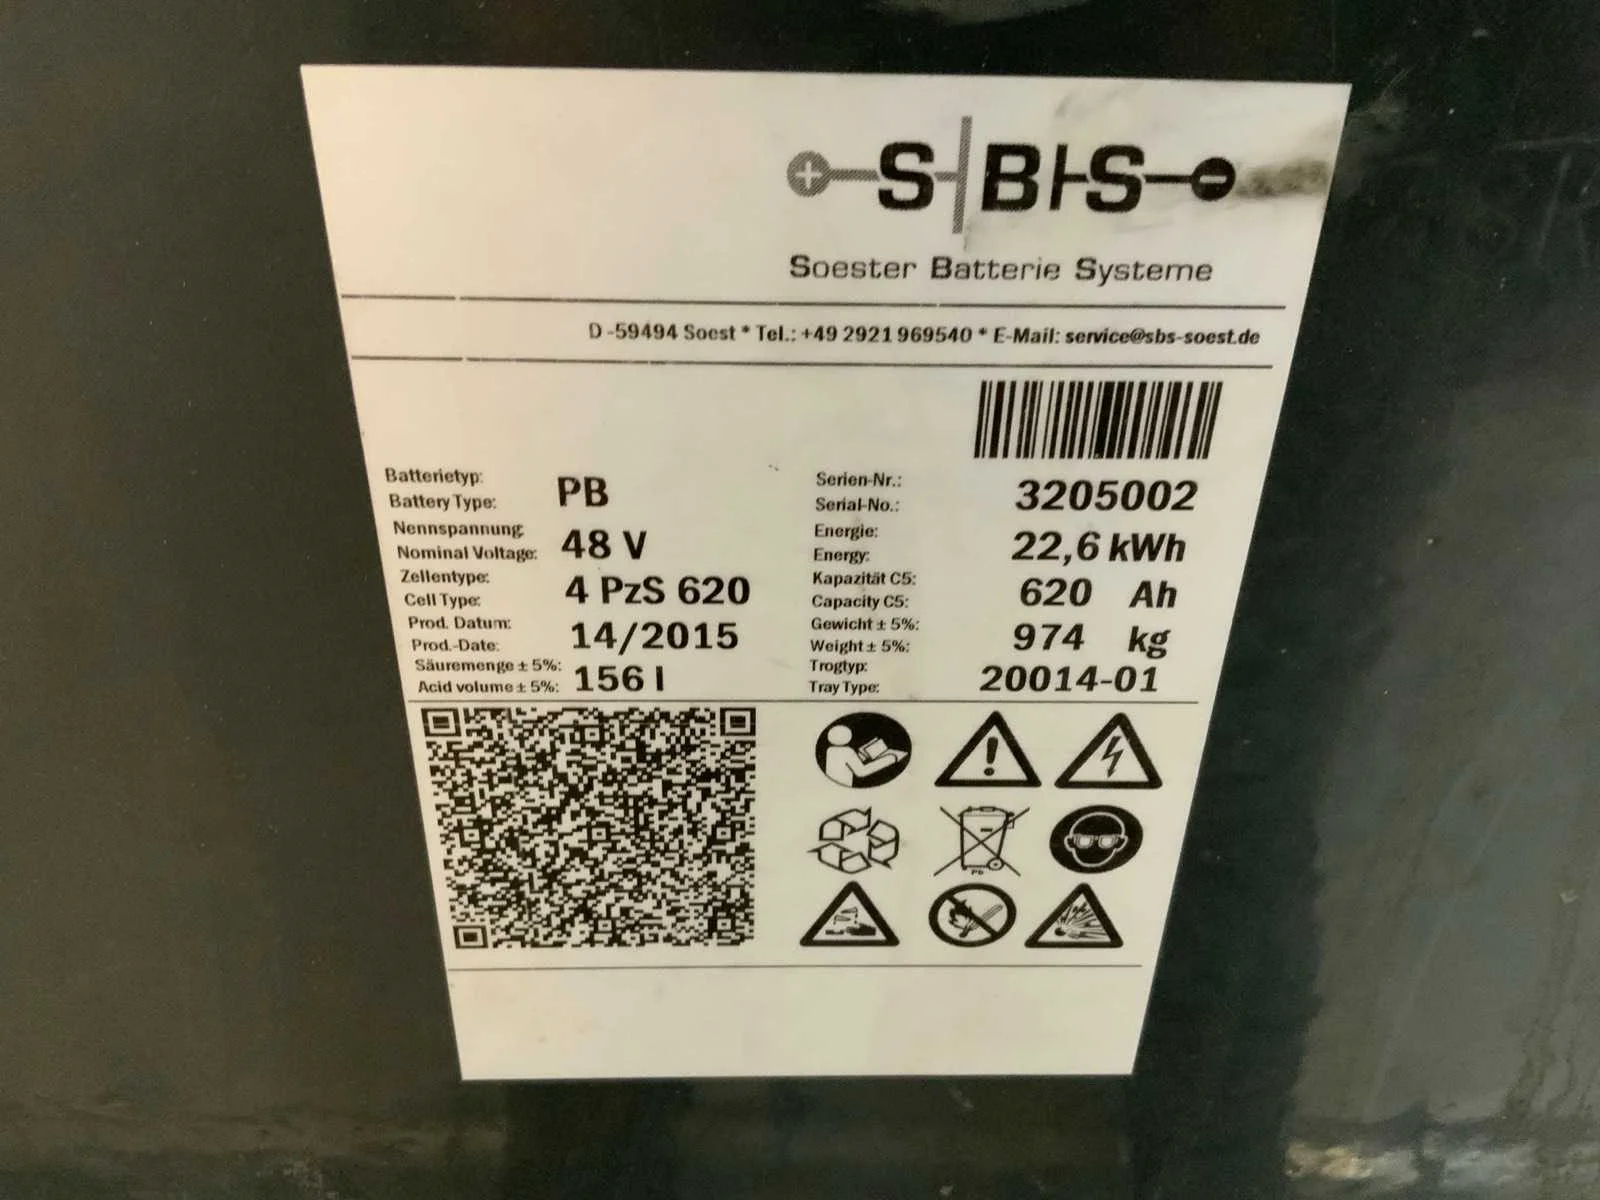 S B S
Soester Batterie Systeme
D -59494 Soest * Tel.: +49 2921 969540 * E-Mail: service@sbs-soest.de
Batterietyp:
Battery Type: PB
Serien-Nr.:
Serial-No.: 3205002
Nennspannung:
Nominal Voltage: 48 V
Energie:
Energy: 22,6 kWh
Zellentype:
Cell Type: 4 PzS 620
Kapazität C5:
Capacity C5: 620 Ah
Prod. Datum:
Prod.-Date: 14/2015
Gewicht ± 5%:
Weight ± 5%: 974 kg
Säuremenge ± 5%:
Acid volume ± 5%: 156 l
Trogtyp:
Tray Type: 20014-01
Pb